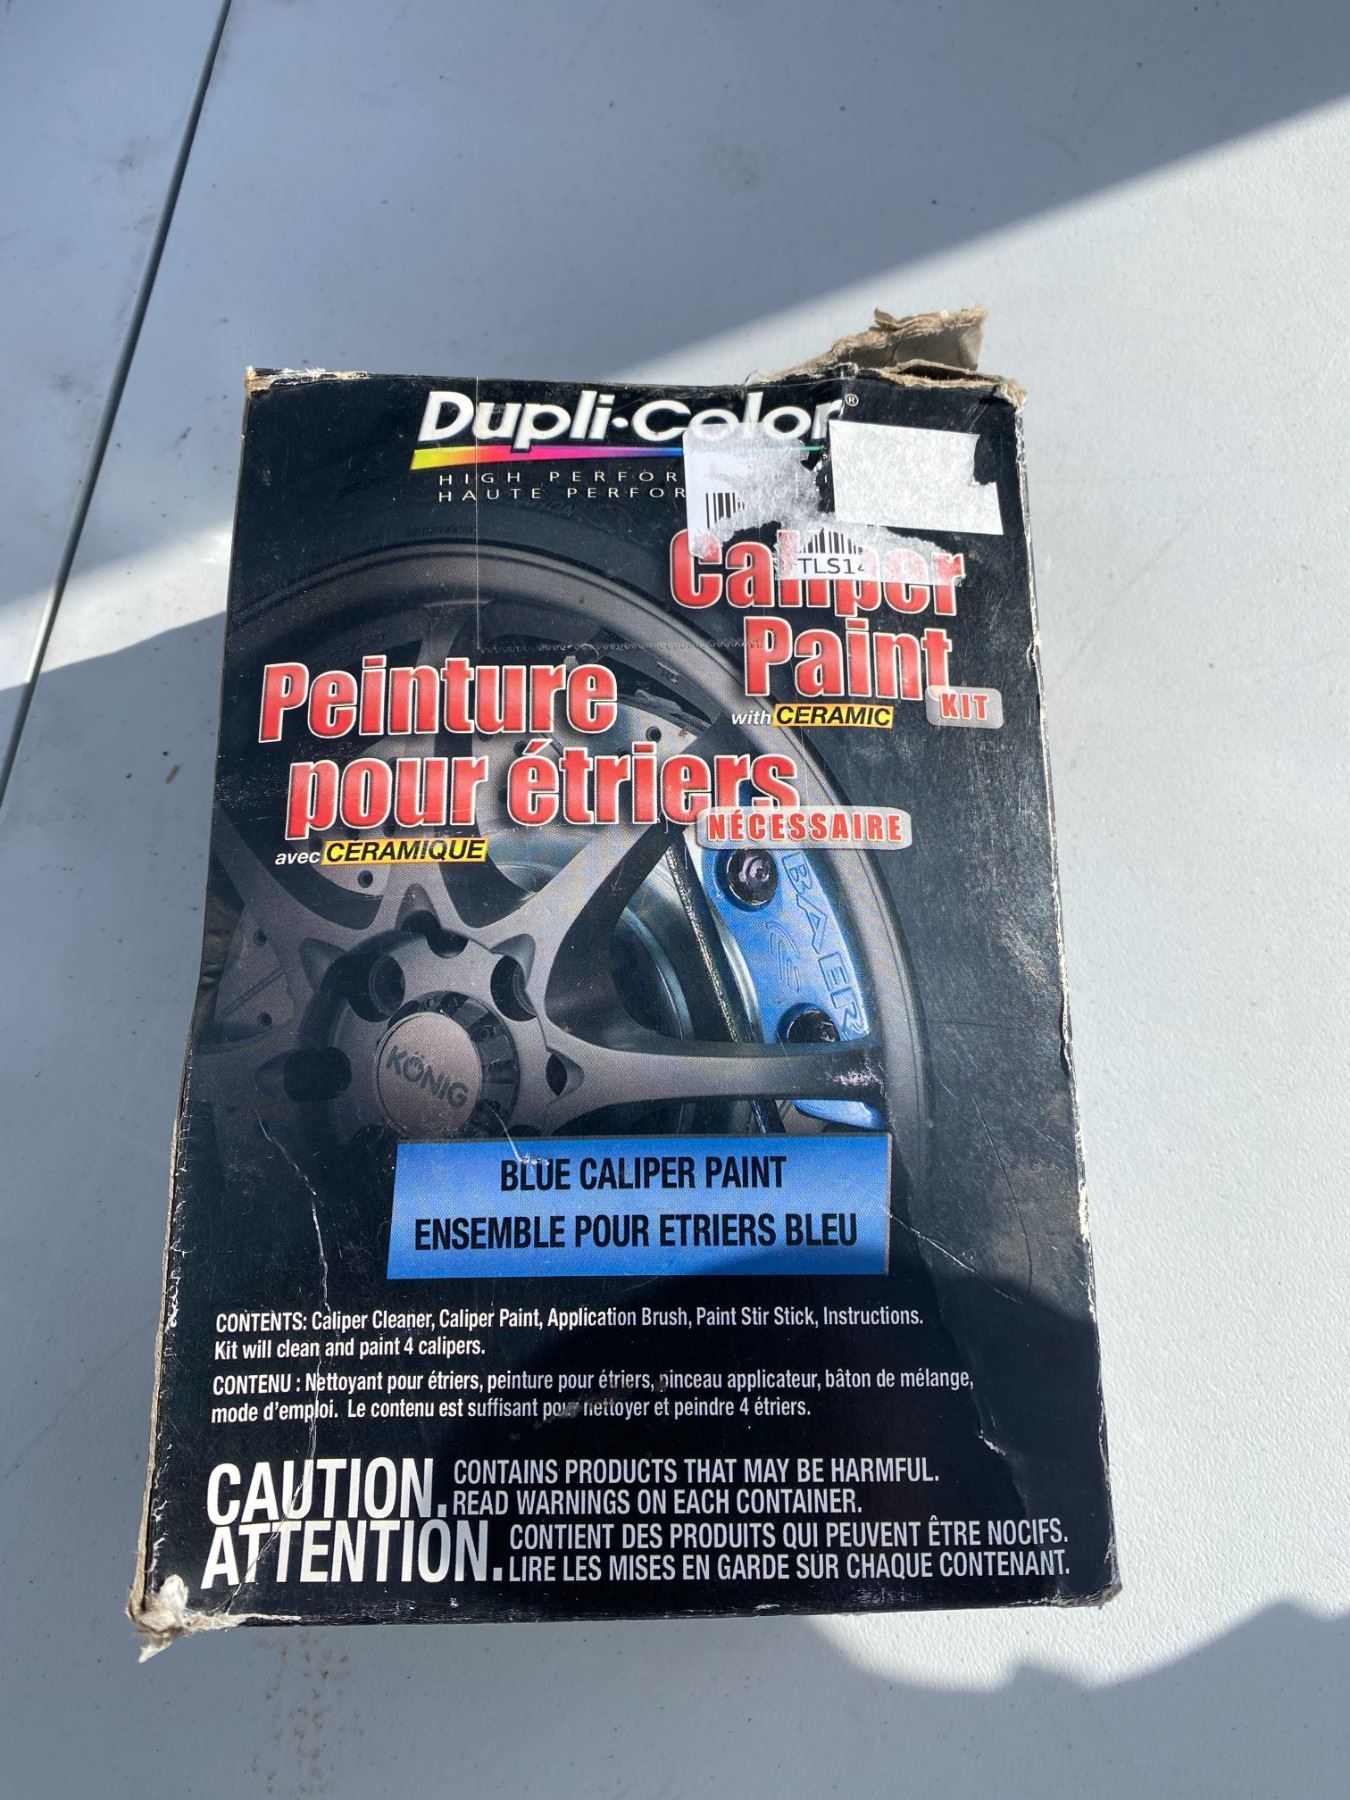 Dupli-Color®
HIGH
HAUTE
Caliper
Paint
KIT
with CERAMIC
TLS14
Peinture
pour étriers
NÉCESSAIRE
avec CÉRAMIQUE
BAER
KÖNIG
BLUE CALIPER PAINT
ENSEMBLE POUR ETRIERS BLEU
CONTENTS: Caliper Cleaner, Caliper Paint, Application Brush, Paint Stir Stick, Instructions.
Kit will clean and paint 4 calipers.
CONTENU : Nettoyant pour étriers, peinture pour étriers, pinceau applicateur, bâton de mélange,
mode d'emploi. Le contenu est suffisant pour nettoyer et peindre 4 étriers.
CAUTION. CONTAINS PRODUCTS THAT MAY BE HARMFUL.
READ WARNINGS ON EACH CONTAINER.
ATTENTION. CONTIENT DES PRODUITS QUI PEUVENT ÊTRE NOCIFS.
LIRE LES MISES EN GARDE SUR CHAQUE CONTENANT.